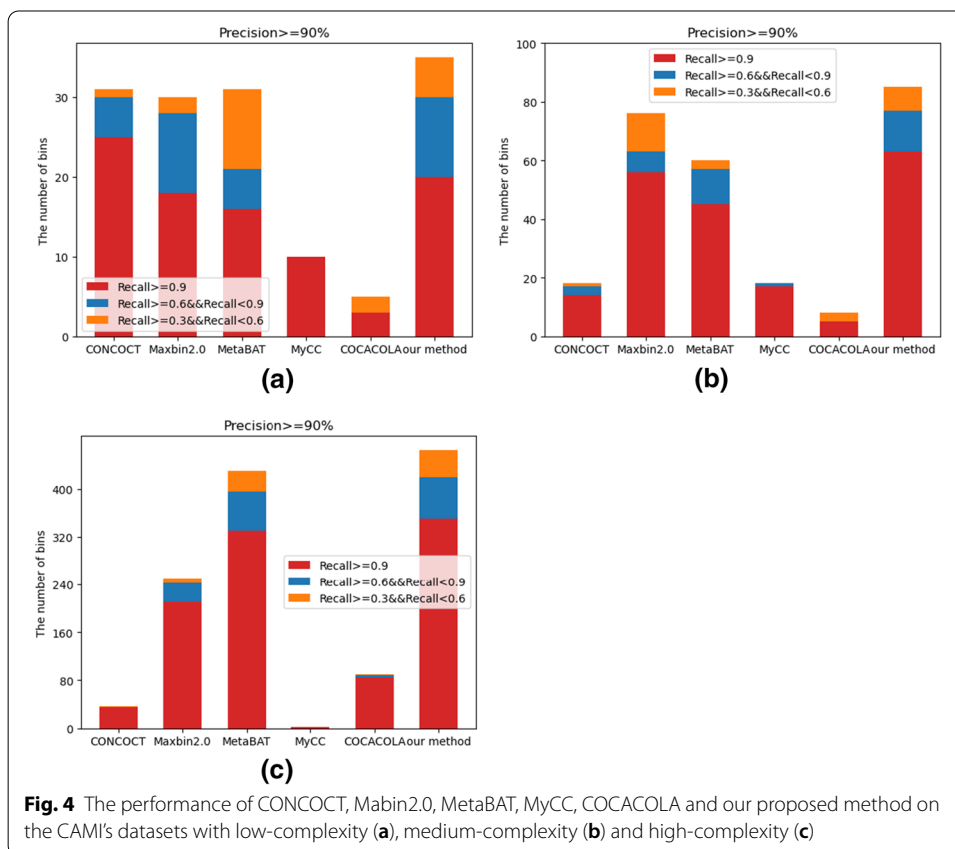 Precision>=90%
The number of bins
30
20
10
0
Recall>=0.9
Recall>=0.6&&Recall<0.9
Recall>=0.3&&Recall<0.6
CONCOCT Maxbin2.0 MetaBAT MyCC COCACOLA our method
(a)
Precision>=90%
The number of bins
100
80
60
40
20
0
Recall>=0.9
Recall>=0.6&&Recall<0.9
Recall>=0.3&&Recall<0.6
CONCOCT Maxbin2.0 MetaBAT MyCC COCACOLA our method
(b)
Precision>=90%
The number of bins
400
320
240
160
80
0
Recall>=0.9
Recall>=0.6&&Recall<0.9
Recall>=0.3&&Recall<0.6
CONCOCT Maxbin2.0 MetaBAT MyCC COCACOLA our method
(c)
Fig. 4 The performance of CONCOCT, Mabin2.0, MetaBAT, MyCC, COCACOLA and our proposed method on
the CAMI's datasets with low-complexity (a), medium-complexity (b) and high-complexity (c)